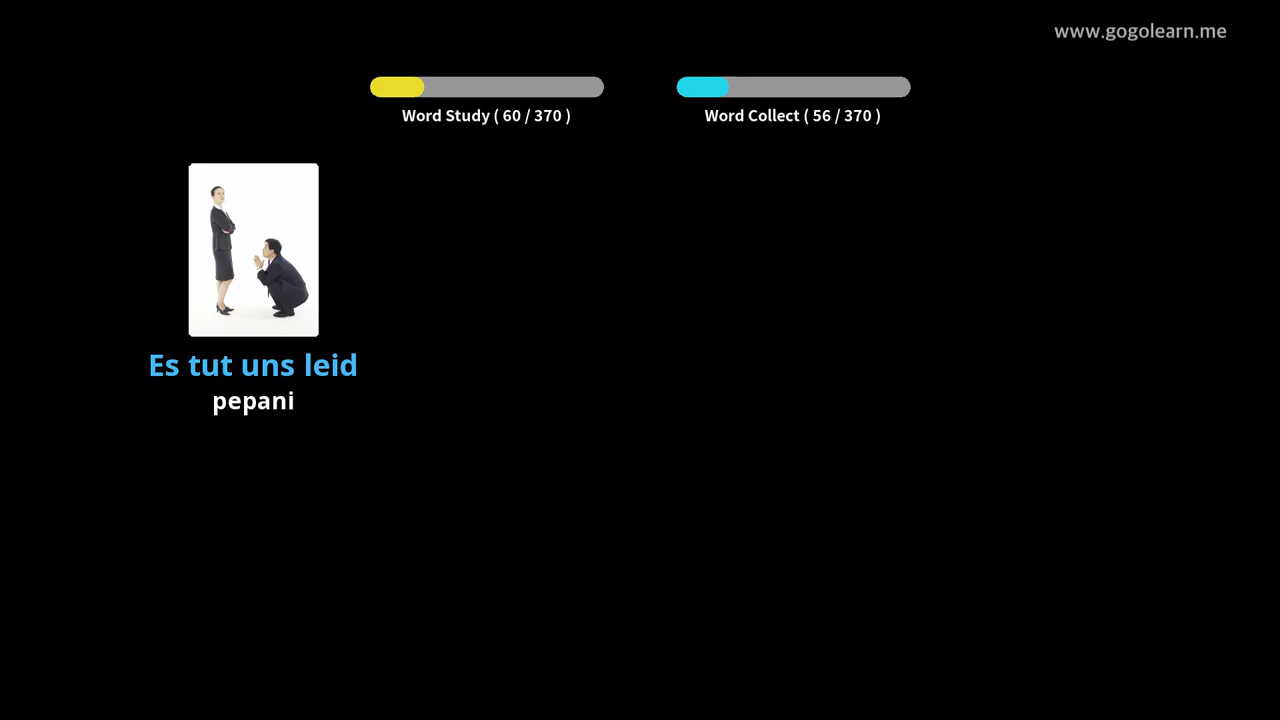 www.gogolearn.me
Word Study ( 60 / 370 )
Word Collect ( 56 / 370 )
Es tut uns leid
pepani